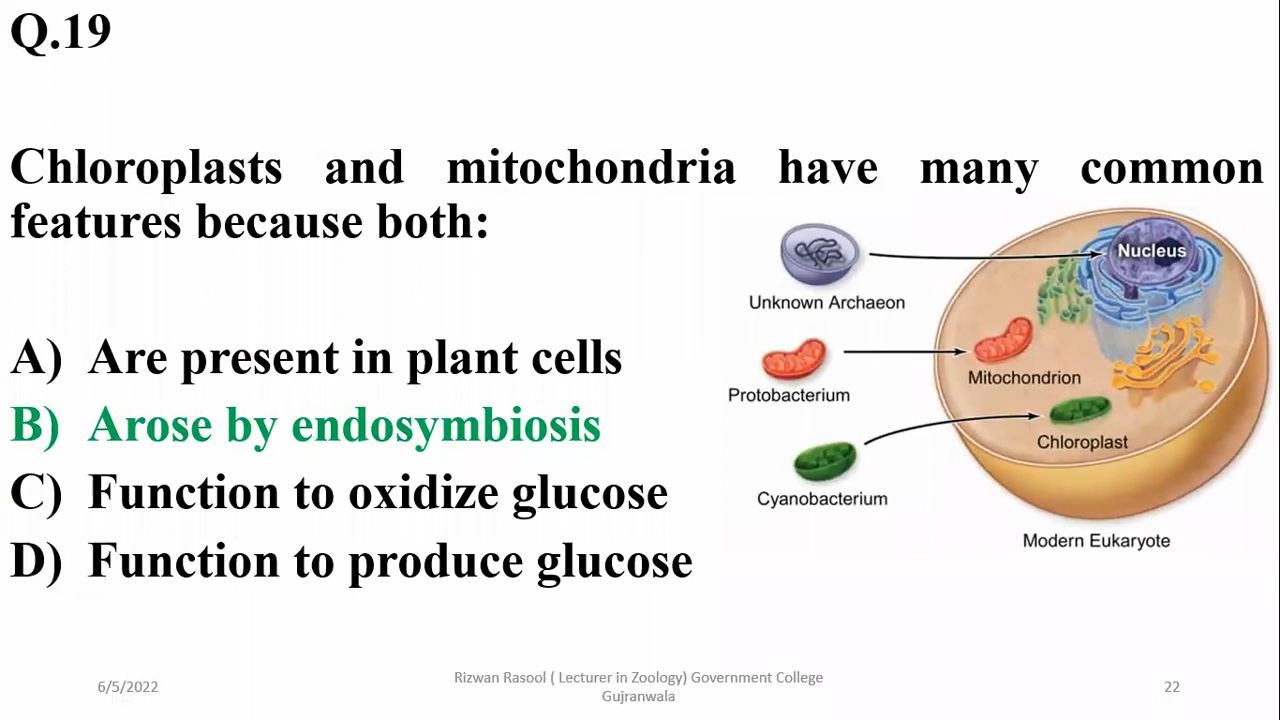 Q.19
Chloroplasts and mitochondria have many common
features because both:
A) Are present in plant cells
B) Arose by endosymbiosis
C) Function to oxidize glucose
D) Function to produce glucose
Nucleus
Unknown Archaeon
Mitochondrion
Protobacterium
Chloroplast
Cyanobacterium
Modern Eukaryote
6/5/2022
Rizwan Rasool ( Lecturer in Zoology) Government College
Gujranwala
22